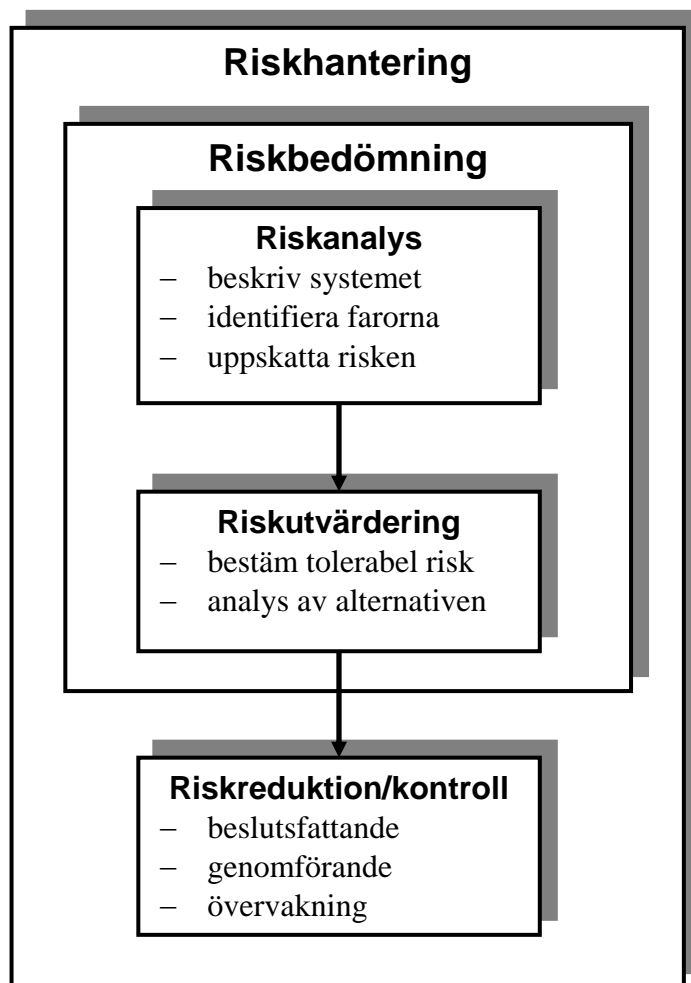 Riskhantering
Riskbedömning
Riskanalys
– beskriv systemet
– identifiera farorna
– uppskatta risken
Riskutvärdering
– bestäm tolerabel risk
– analys av alternativen
Riskreduktion/kontroll
– beslutsfattande
– genomförande
– övervakning